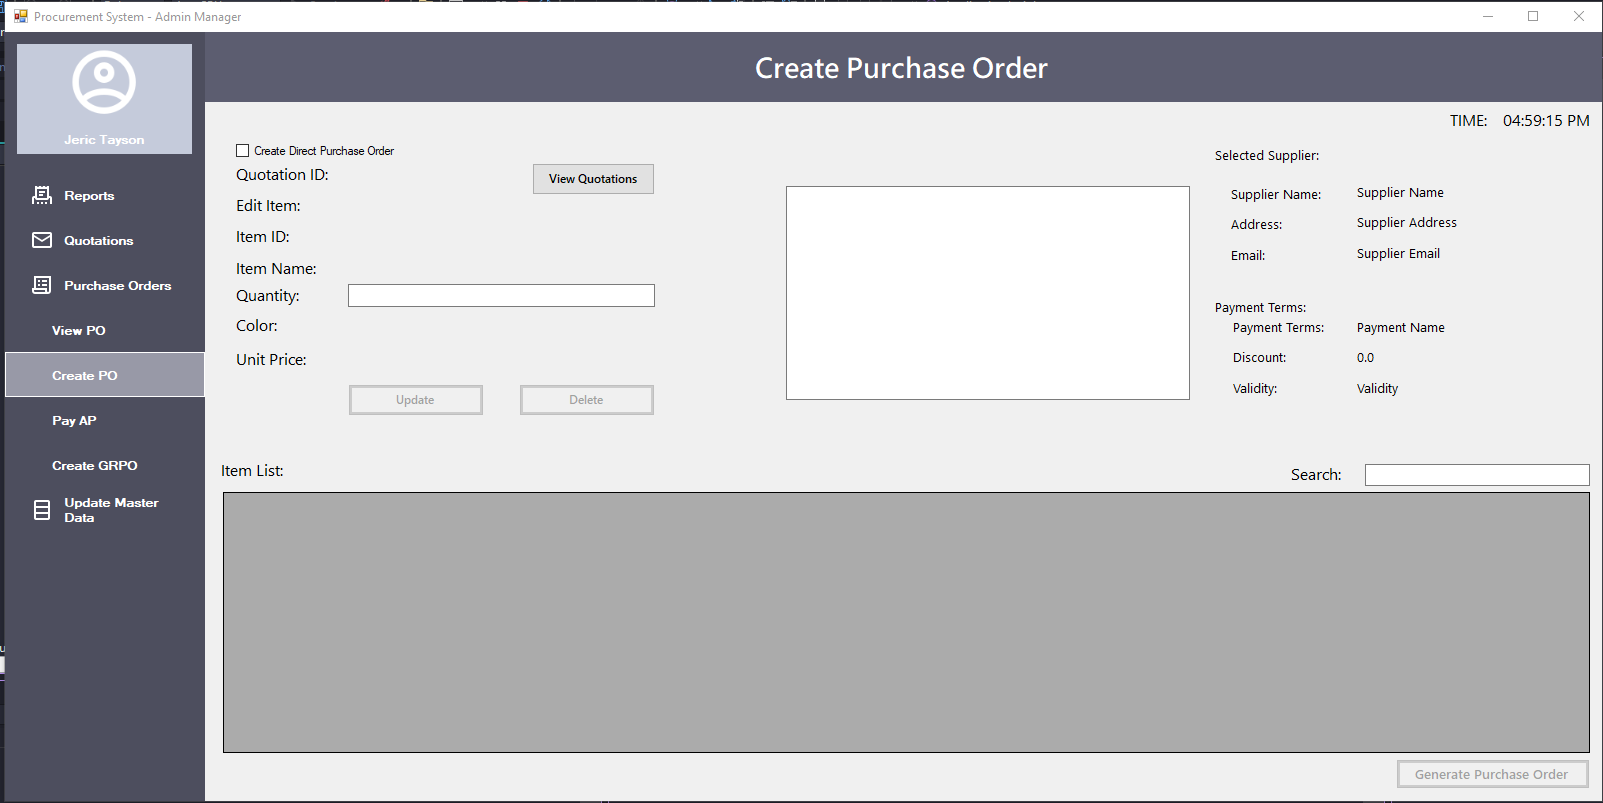 Procurement System - Admin Manager
Jeric Tayson
Reports
Quotations
Purchase Orders
View PO
Create PO
Pay AP
Create GRPO
Update Master
Data
Create Purchase Order
TIME: 04:59:15 PM
Create Direct Purchase Order
Quotation ID:
View Quotations
Edit Item:
Item ID:
Item Name:
Quantity:
Color:
Unit Price:
Update
Delete
Selected Supplier:
Supplier Name: Supplier Name
Address: Supplier Address
Email: Supplier Email
Payment Terms:
Payment Terms: Payment Name
Discount: 0.0
Validity: Validity
Item List:
Search:
Generate Purchase Order